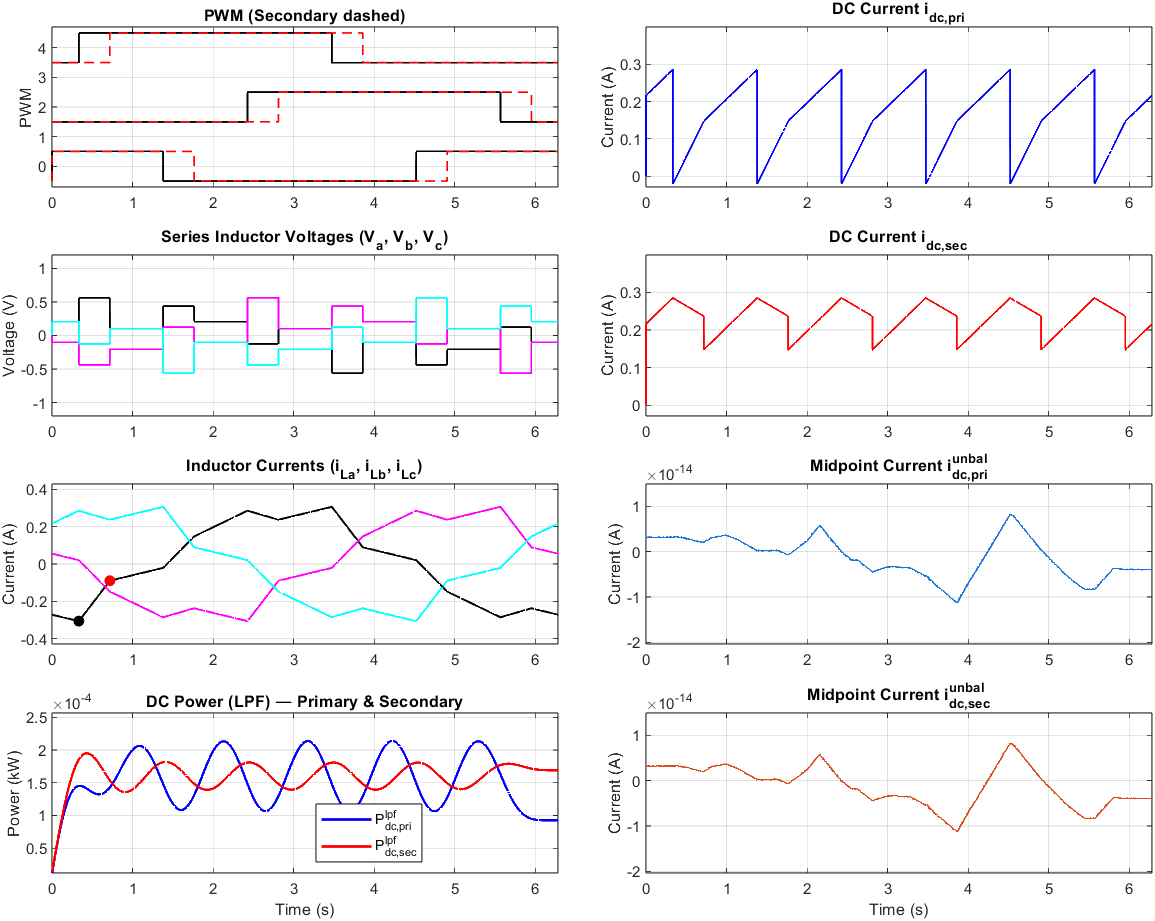 PWM (Secondary dashed)
PWM
4
3
2
1
0
0 1 2 3 4 5 6
DC Current i_dc,pri
Current (A)
0.3
0.2
0.1
0
0 1 2 3 4 5 6
Series Inductor Voltages (V_a, V_b, V_c)
Voltage (V)
1
0.5
0
-0.5
-1
0 1 2 3 4 5 6
DC Current i_dc,sec
Current (A)
0.3
0.2
0.1
0
0 1 2 3 4 5 6
Inductor Currents (i_La, i_Lb, i_Lc)
Current (A)
0.4
0.2
0
-0.2
-0.4
0 1 2 3 4 5 6
Midpoint Current i_dc,pri^unbal
×10^-14
Current (A)
1
0
-1
-2
0 1 2 3 4 5 6
DC Power (LPF) — Primary & Secondary
×10^-4
Power (kW)
2.5
2
1.5
1
0.5
P_dc,pri^lpf
P_dc,sec^lpf
0 1 2 3 4 5 6
Time (s)
Midpoint Current i_dc,sec^unbal
×10^-14
Current (A)
1
0
-1
-2
0 1 2 3 4 5 6
Time (s)